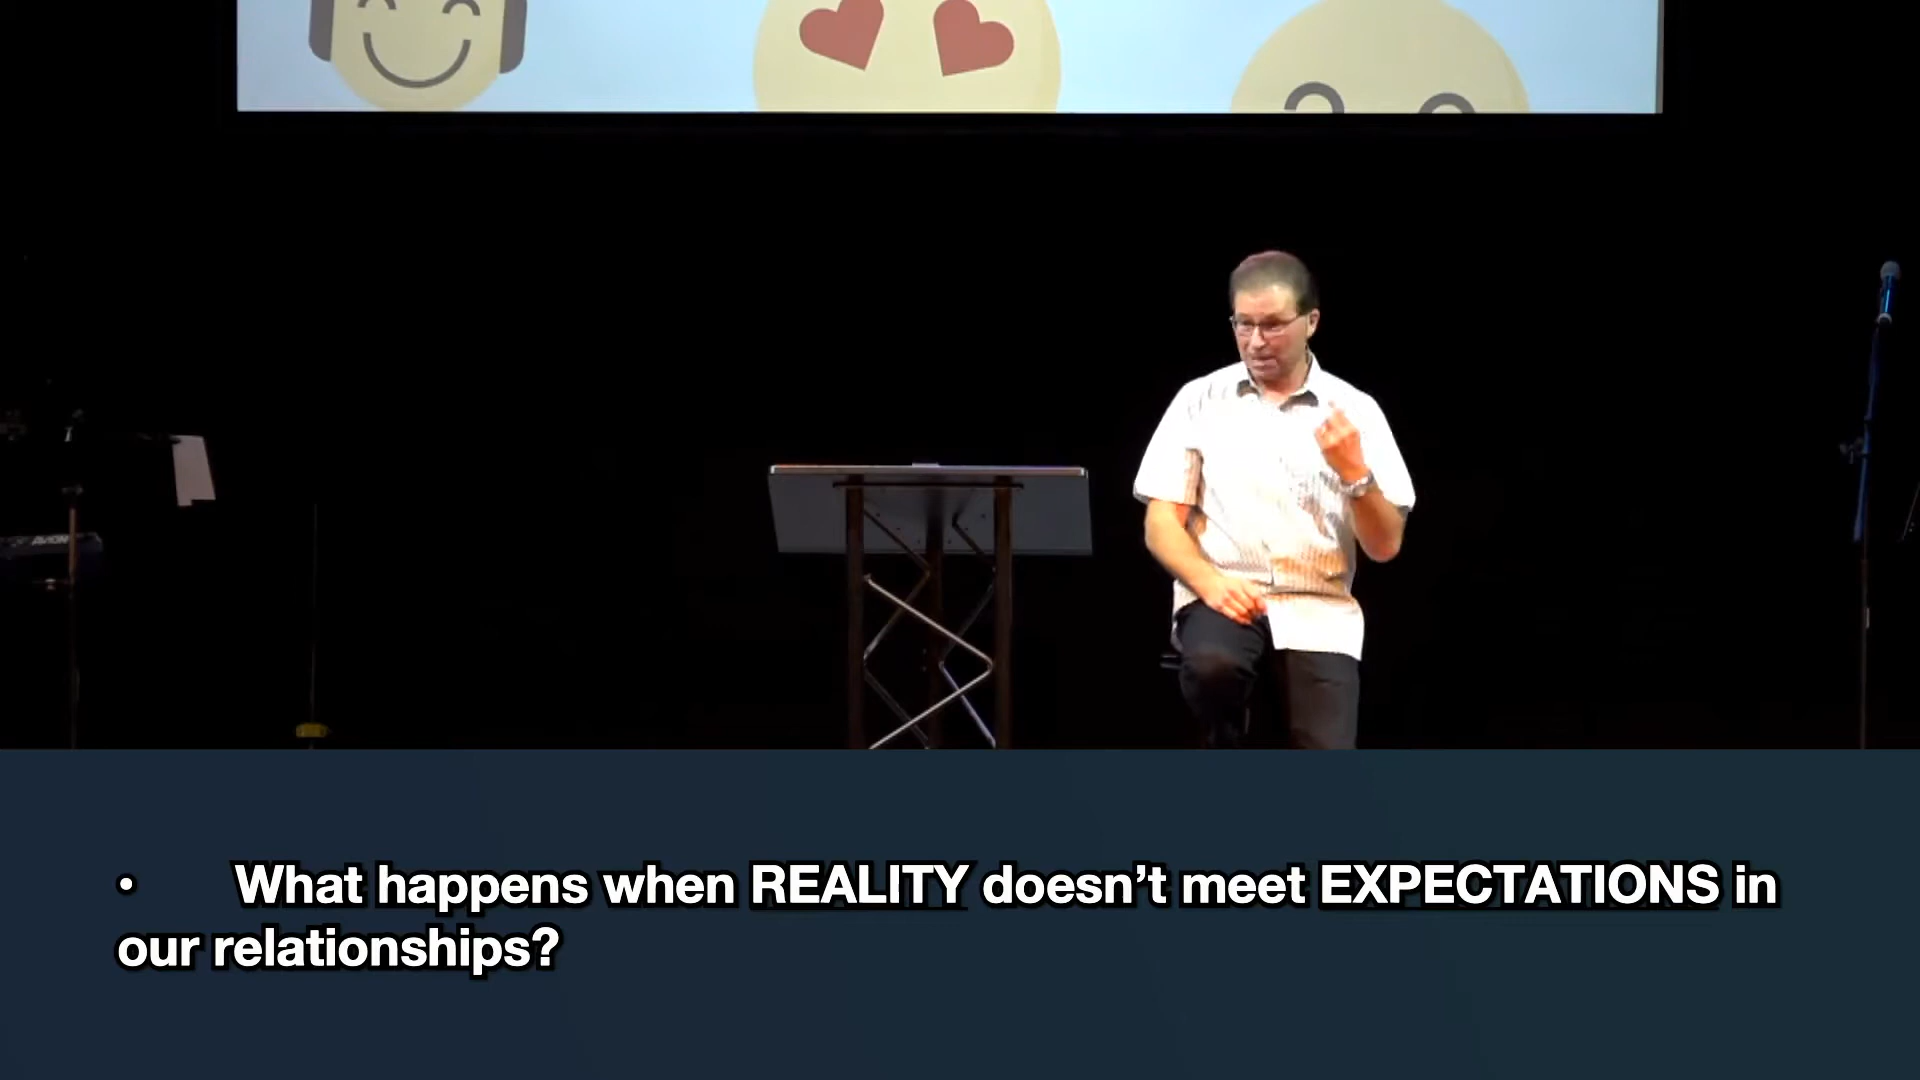 • What happens when REALITY doesn’t meet EXPECTATIONS in
our relationships?